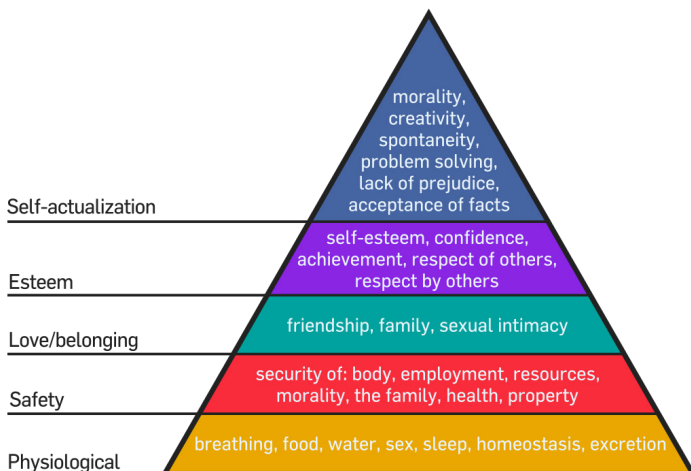 morality,
creativity,
spontaneity,
problem solving,
lack of prejudice,
acceptance of facts
Self-actualization
self-esteem, confidence,
achievement, respect of others,
respect by others
Esteem
friendship, family, sexual intimacy
Love/belonging
security of: body, employment, resources,
morality, the family, health, property
Safety
breathing, food, water, sex, sleep, homeostasis, excretion
Physiological